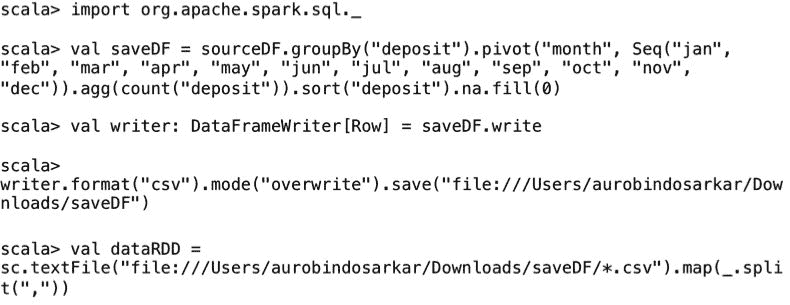 scala> import org.apache.spark.sql._
scala> val saveDF = sourceDF.groupBy("deposit").pivot("month", Seq("jan",
"feb", "mar", "apr", "may", "jun", "jul", "aug", "sep", "oct", "nov",
"dec")).agg(count("deposit")).sort("deposit").na.fill(0)
scala> val writer: DataFrameWriter[Row] = saveDF.write
scala>
writer.format("csv").mode("overwrite").save("file:///Users/aurobindosarkar/Dow
nloads/saveDF")
scala> val dataRDD =
sc.textFile("file:///Users/aurobindosarkar/Downloads/saveDF/*.csv").map(_.spli
t(","))